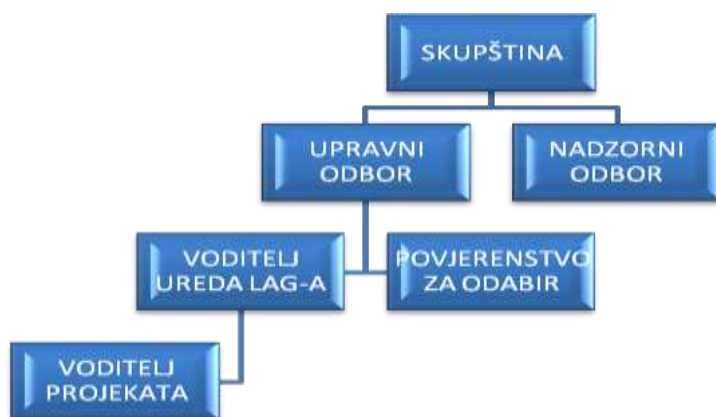 SKUPŠTINA
UPRAVNI
ODBOR
NADZORNI
ODBOR
VODITELJ
UREDA LAG-A
POVJERENSTVO
ZA ODABIR
VODITELJ
PROJEKATA